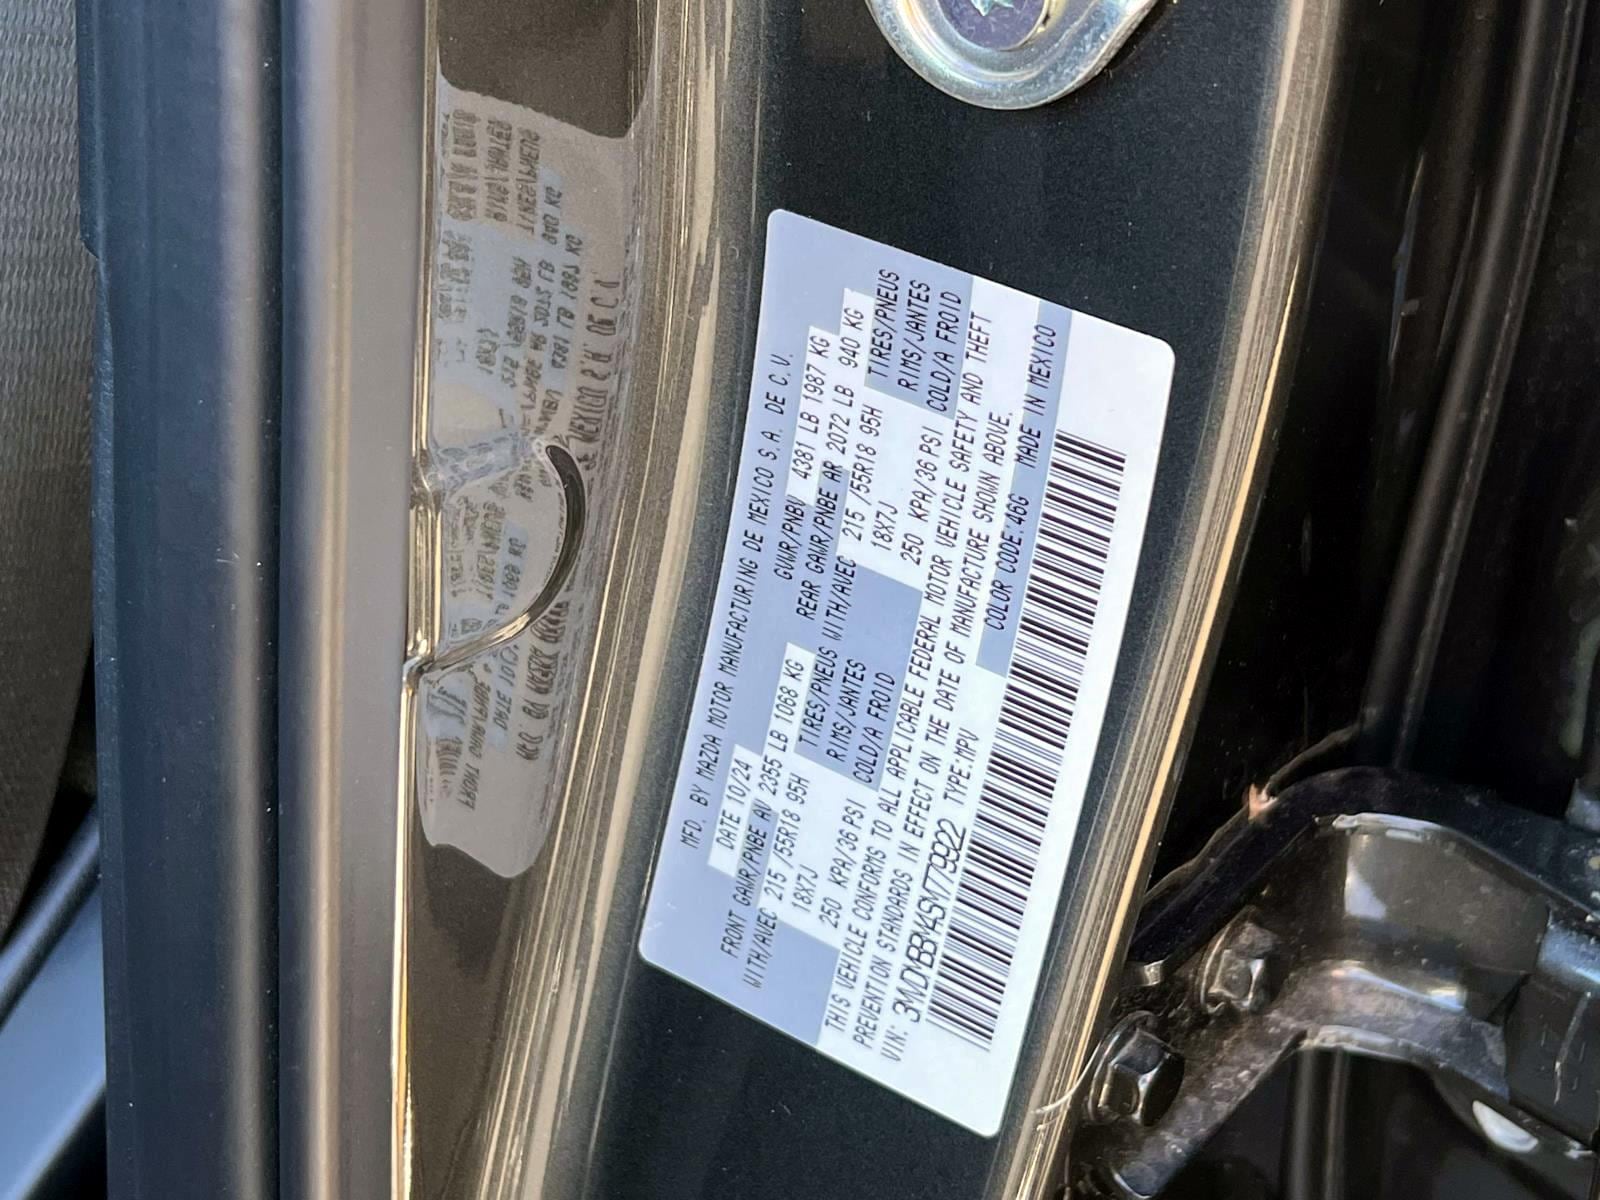 MFD. BY MAZDA MOTOR MANUFACTURING DE MEXICO S.A. DE C.V.
DATE 10/24 GVWR/PNBV 4381 LB 1987 KG
FRONT GAWR/PNBE AV 2355 LB 1068 KG REAR GAWR/PNBE AR 2072 LB 940 KG
WITH/AVEC 215 /55R18 95H TIRES/PNEUS WITH/AVEC 215 /55R18 95H TIRES/PNEUS
18X7J RIMS/JANTES 18X7J RIMS/JANTES
250 KPA/36 PSI COLD/A FROID 250 KPA/36 PSI COLD/A FROID
THIS VEHICLE CONFORMS TO ALL APPLICABLE FEDERAL MOTOR VEHICLE SAFETY AND THEFT
PREVENTION STANDARDS IN EFFECT ON THE DATE OF MANUFACTURE SHOWN ABOVE.
VIN: 3MVDMBBM4SM779922 TYPE:MPV COLOR CODE:46G MADE IN MEXICO